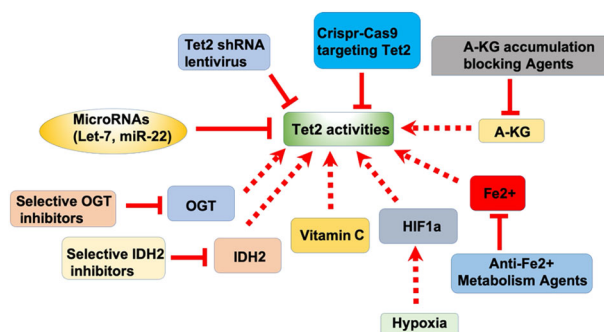 Tet2 shRNA
lentivirus
Crispr-Cas9
targeting Tet2
A-KG accumulation
blocking Agents
MicroRNAs
(Let-7, miR-22)
Tet2 activities
A-KG
Selective OGT
inhibitors
OGT
Fe2+
Selective IDH2
inhibitors
IDH2
Vitamin C
HIF1a
Anti-Fe2+
Metabolism Agents
Hypoxia